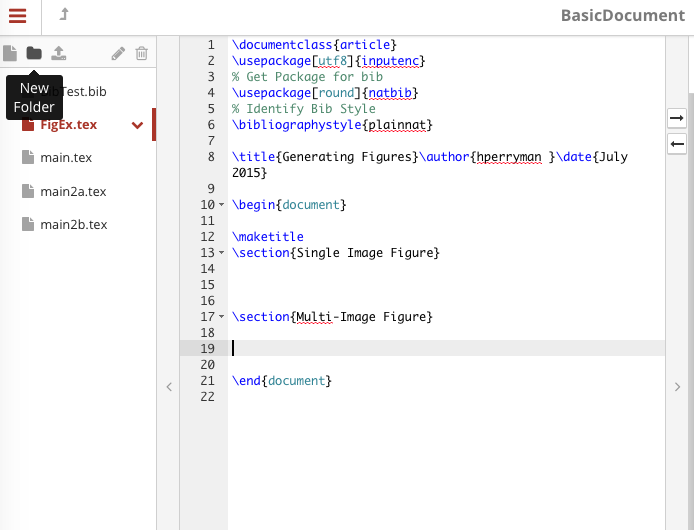 BasicDocument
New
Folder
Test.bib
FigEx.tex
main.tex
main2a.tex
main2b.tex
1 \documentclass{article}
2 \usepackage[utf8]{inputenc}
3 % Get Package for bib
4 \usepackage[round]{natbib}
5 % Identify Bib Style
6 \bibliographystyle{plainnat}
7
8 \title{Generating Figures}\author{hperryman }\date{July
2015}
9
10 \begin{document}
11
12 \maketitle
13 \section{Single Image Figure}
14
15
16
17 \section{Multi-Image Figure}
18
19
20
21 \end{document}
22